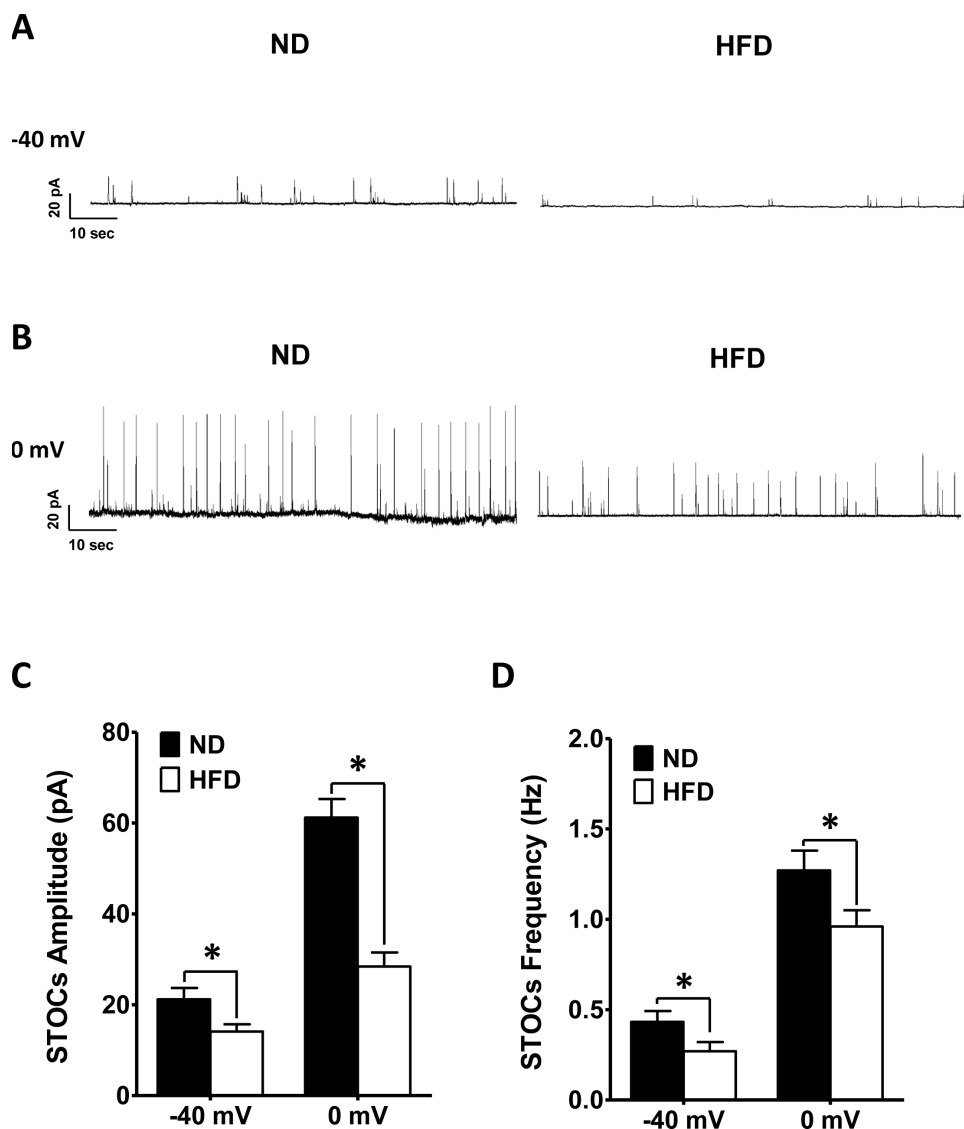 A
ND
HFD
-40 mV
20 pA
10 sec
B
ND
HFD
0 mV
20 pA
10 sec
C
D
STOCs Amplitude (pA)
80
60
40
20
0
ND
HFD
*
*
-40 mV
0 mV
STOCs Frequency (Hz)
2.0
1.5
1.0
0.5
0.0
ND
HFD
*
*
-40 mV
0 mV